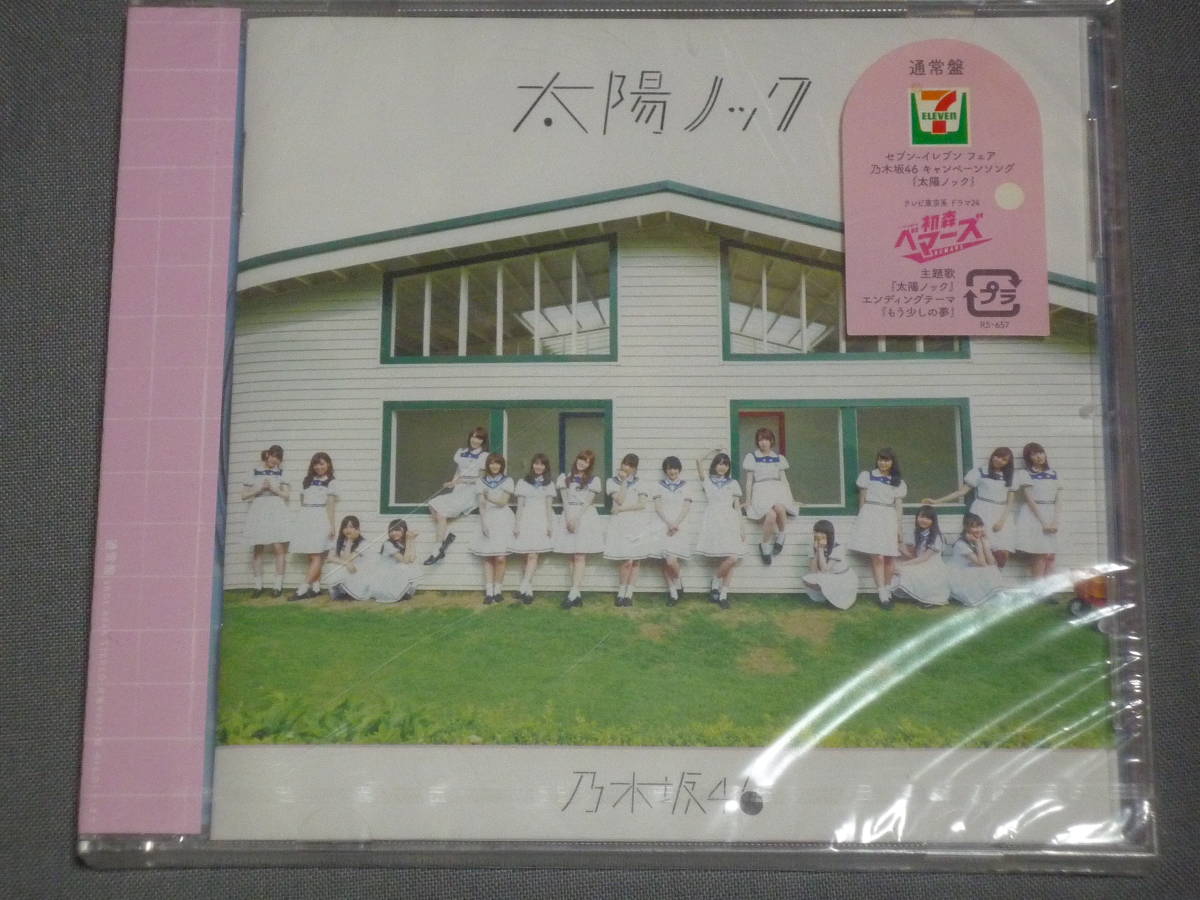 太陽ノック
通常盤
7
ELEVEn
セブン-イレブン フェア
乃木坂46 キャンペーンソング
『太陽ノック』
テレビ東京系 ドラマ24
初森
ベマーズ
BEMARS
主題歌
『太陽ノック』
エンディングテーマ
『もう少しの夢』
プラ
RS-657
乃木坂46